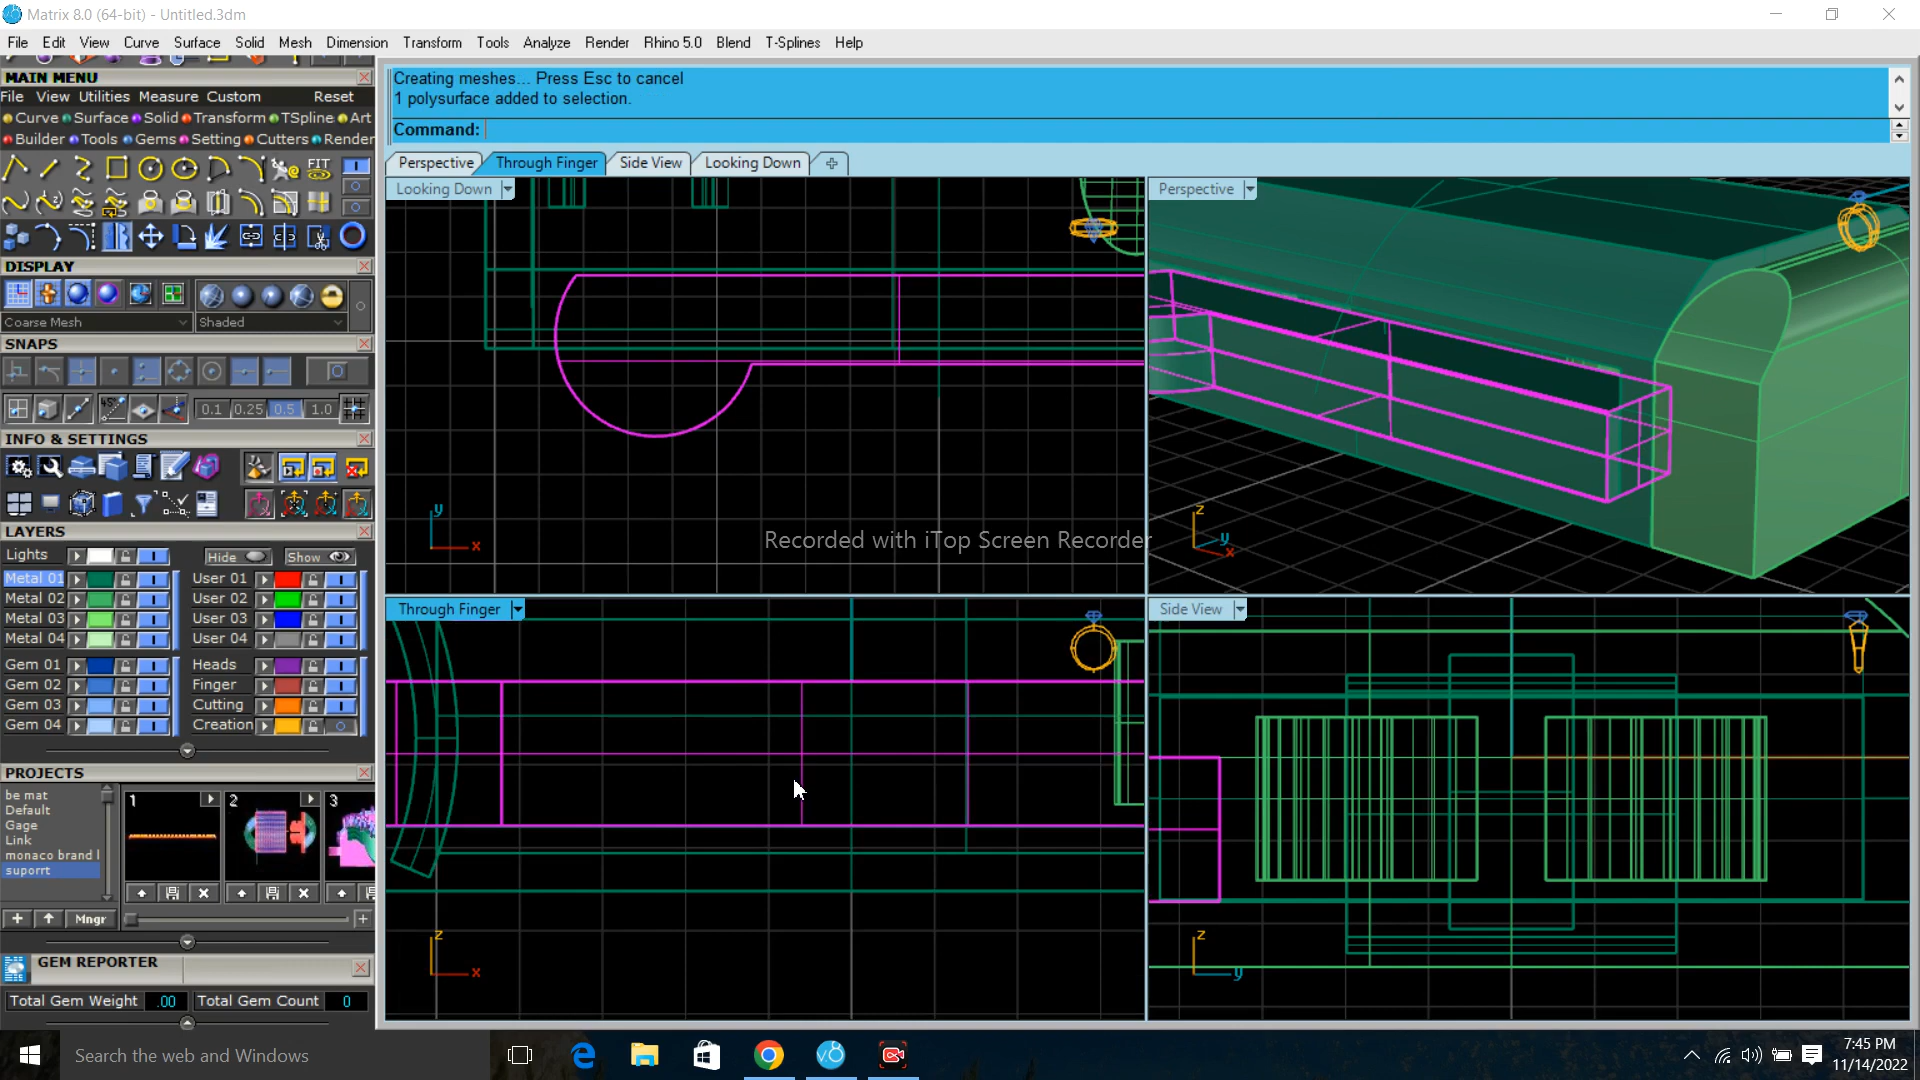 Matrix 8.0 (64-bit) - Untitled.3dm
File Edit View Curve Surface Solid Mesh Dimension Transform Tools Analyze Render Rhino 5.0 Blend T-Splines Help
MAIN MENU
File View Utilities Measure Custom Reset
Curve Surface Solid Transform TSpline Art
Builder Tools Gems Setting Cutters Render
FIT
Creating meshes... Press Esc to cancel
1 polysurface added to selection.
Command:
Perspective Through Finger Side View Looking Down
Looking Down
Perspective
DISPLAY
Coarse Mesh Shaded
SNAPS
45°
0.1 0.25 0.5 1.0
INFO & SETTINGS
LAYERS
Lights Hide Show
Metal 01 User 01
Metal 02 User 02
Metal 03 User 03
Metal 04 User 04
Gem 01 Heads
Gem 02 Finger
Gem 03 Cutting
Gem 04 Creation
y
x
z
y
x
Recorded with iTop Screen Recorder
Through Finger
Side View
z
x
z
y
PROJECTS
be mat
Default
Gage
Link
monaco brand l
suporrt
1 2 3
Mngr
GEM REPORTER
Total Gem Weight .00 Total Gem Count 0
Search the web and Windows
7:45 PM
11/14/2022